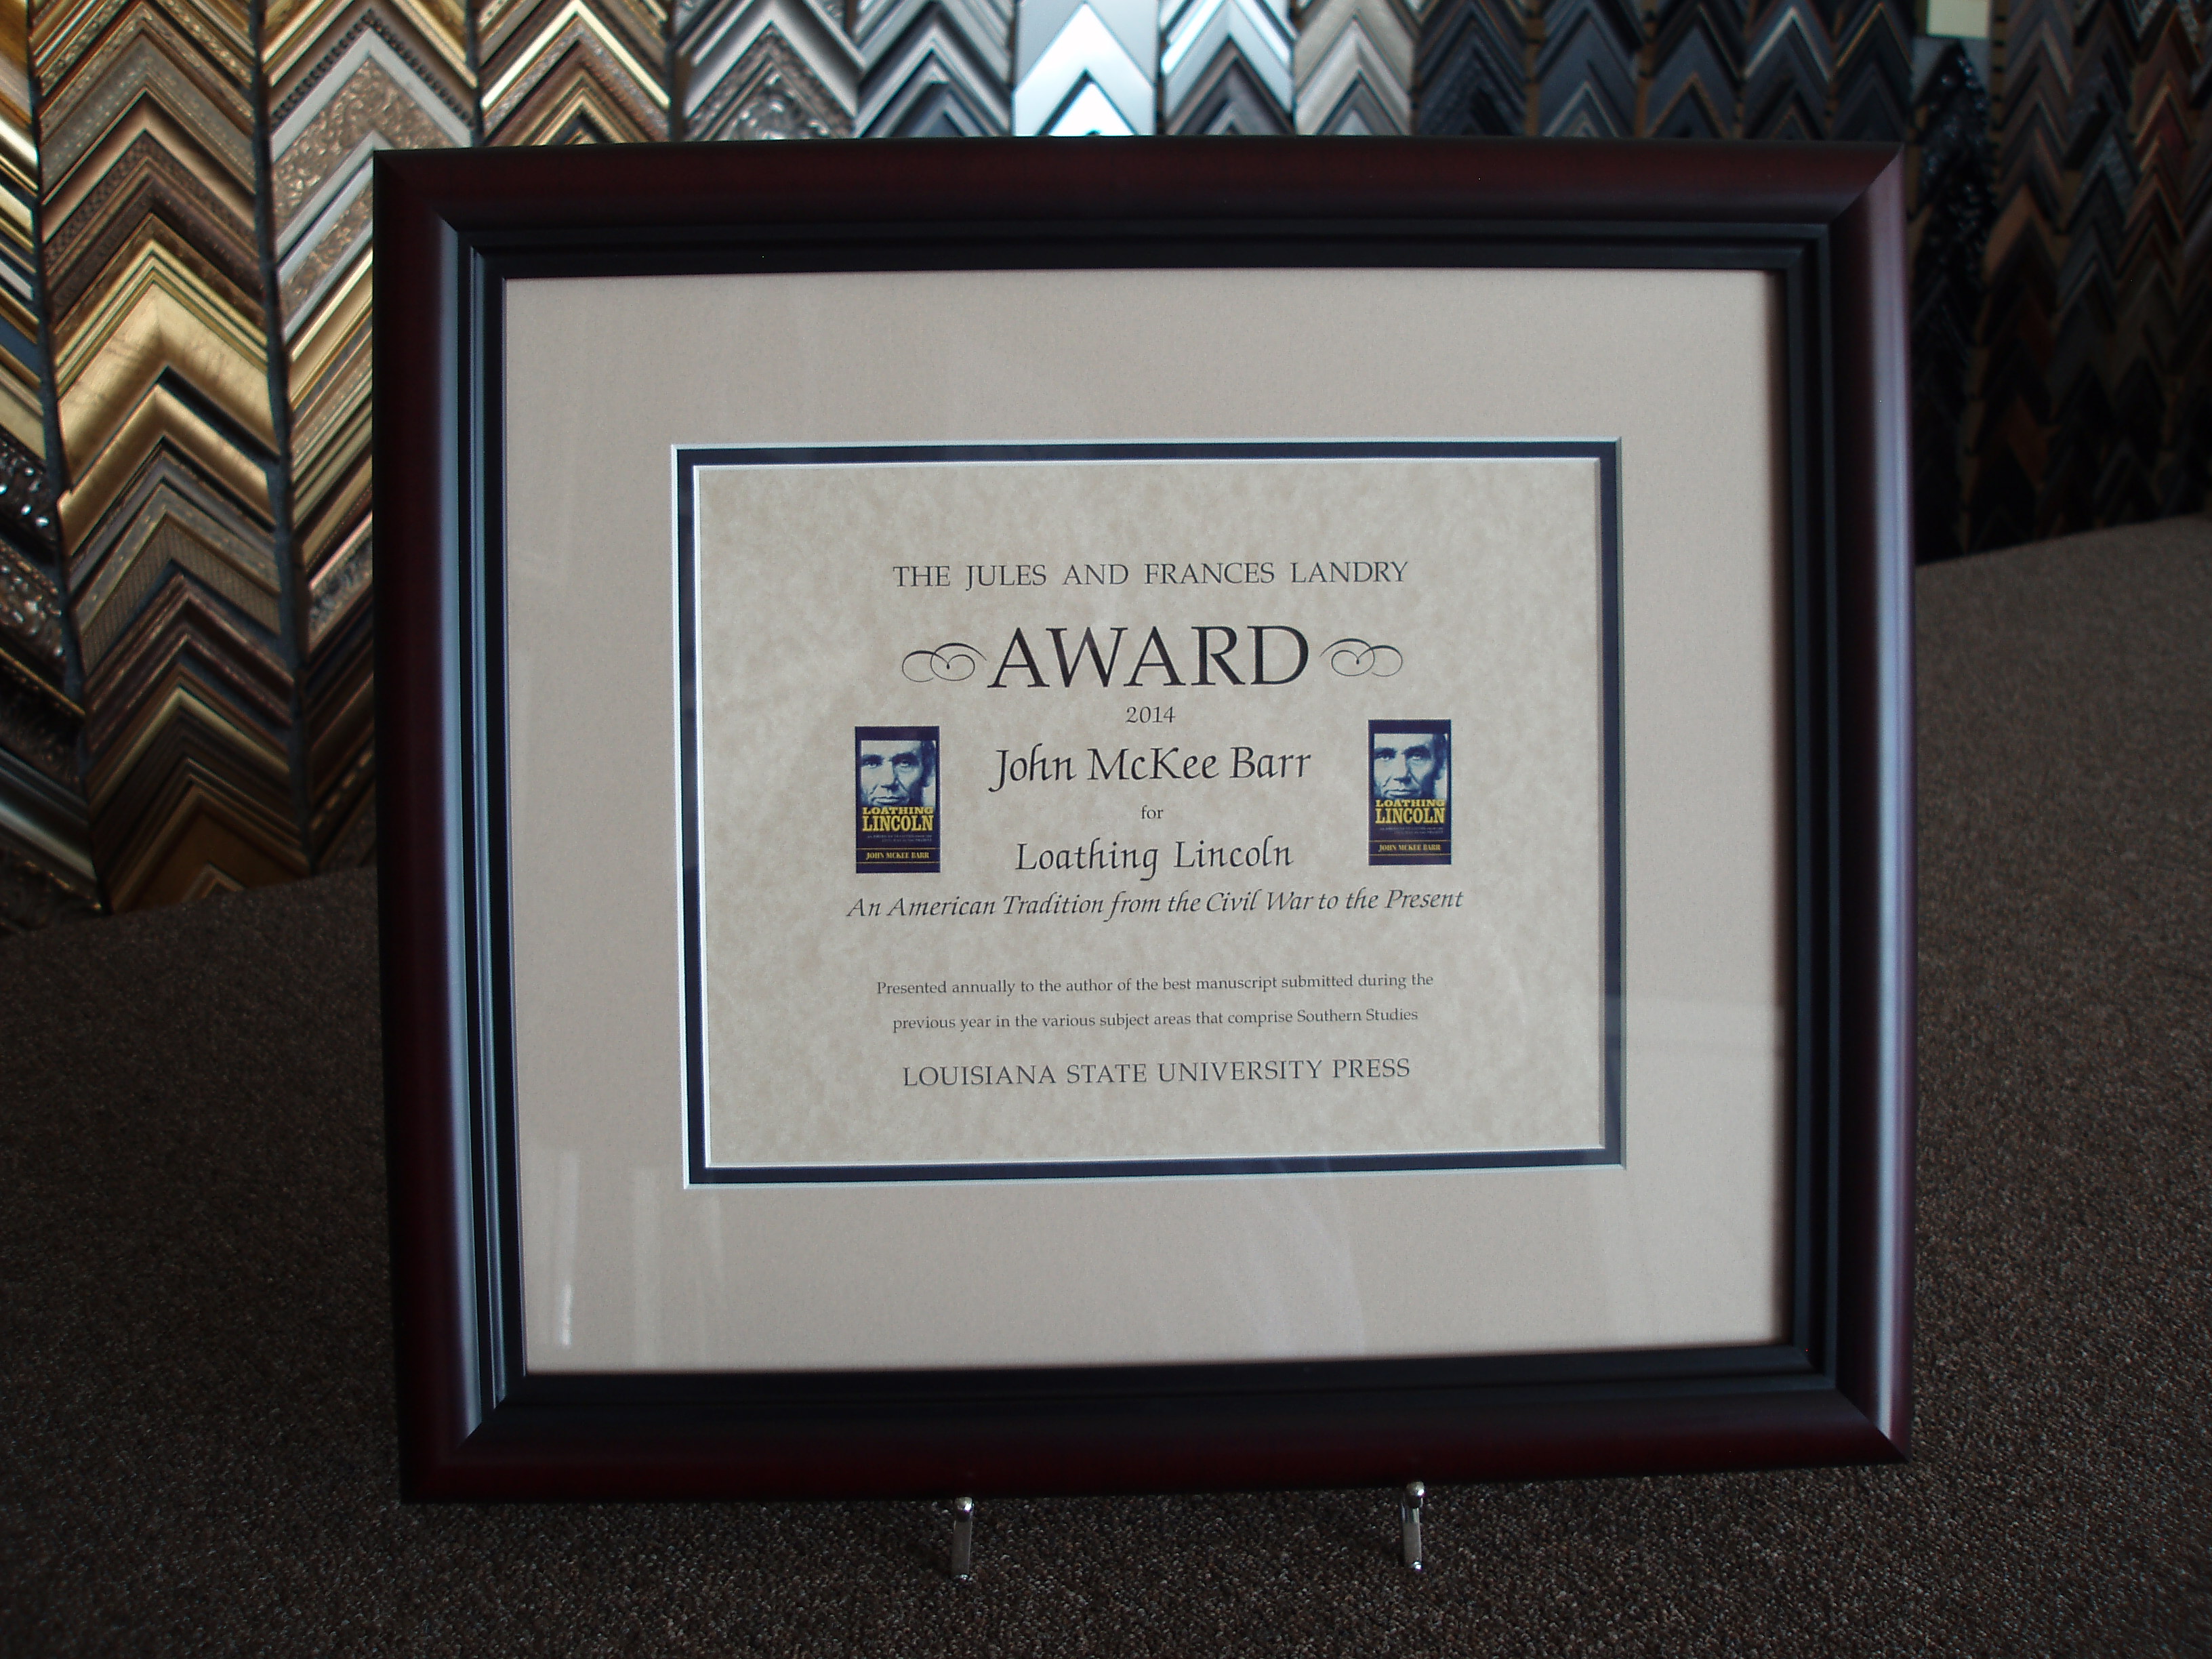 THE JULES AND FRANCES LANDRY
AWARD
2014
John McKee Barr
for
Loathing Lincoln
An American Tradition from the Civil War to the Present
LOATHING
LINCOLN
JOHN MCKEE BARR
LOATHING
LINCOLN
JOHN MCKEE BARR
Presented annually to the author of the best manuscript submitted during the
previous year in the various subject areas that comprise Southern Studies
LOUISIANA STATE UNIVERSITY PRESS